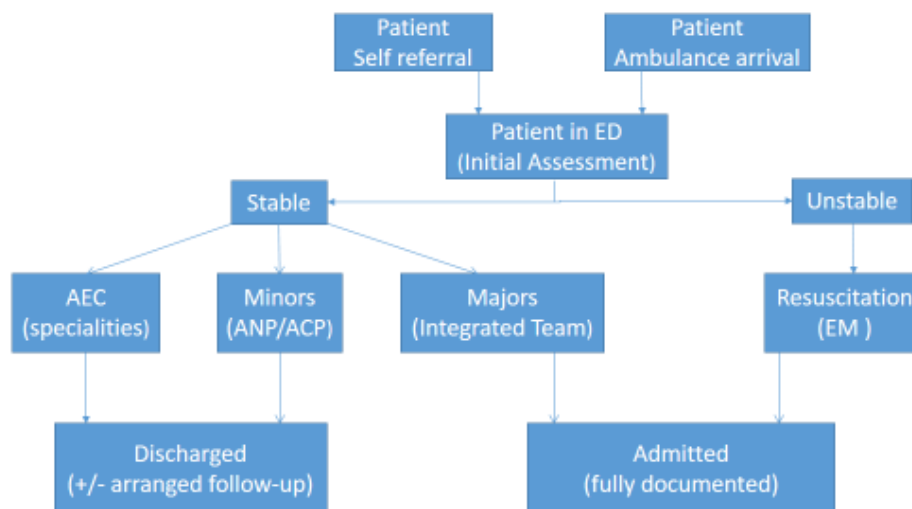 Patient
Self referral
Patient
Ambulance arrival
Patient in ED
(Initial Assessment)
Stable
Unstable
AEC
(specialities)
Minors
(ANP/ACP)
Majors
(Integrated Team)
Resuscitation
(EM )
Discharged
(+/- arranged follow-up)
Admitted
(fully documented)